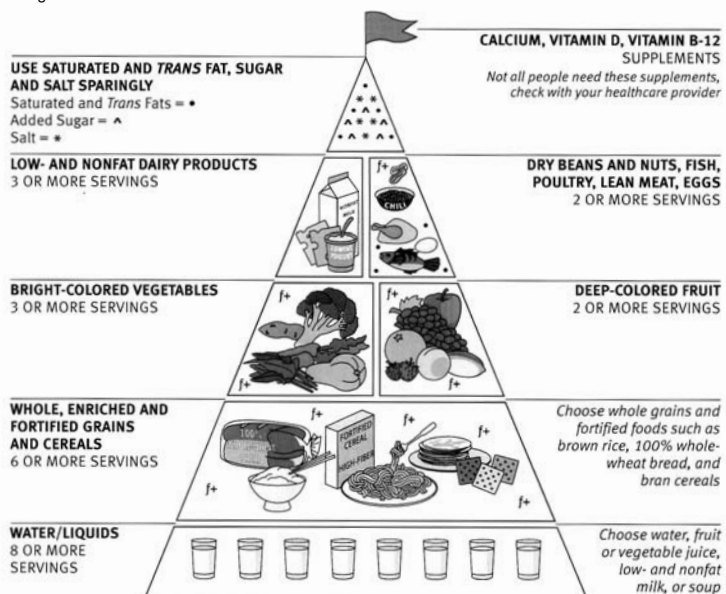 CALCIUM, VITAMIN D, VITAMIN B-12
SUPPLEMENTS
Not all people need these supplements,
check with your healthcare provider
USE SATURATED AND TRANS FAT, SUGAR
AND SALT SPARINGLY
Saturated and Trans Fats = •
Added Sugar = ^
Salt = *
LOW- AND NONFAT DAIRY PRODUCTS
3 OR MORE SERVINGS
DRY BEANS AND NUTS, FISH,
POULTRY, LEAN MEAT, EGGS
2 OR MORE SERVINGS
f+
CHILI
NONFAT
MILK
LOWFAT
YOGURT
BRIGHT-COLORED VEGETABLES
3 OR MORE SERVINGS
DEEP-COLORED FRUIT
2 OR MORE SERVINGS
f+
f+
f+
f+
WHOLE, ENRICHED AND
FORTIFIED GRAINS
AND CEREALS
6 OR MORE SERVINGS
Choose whole grains and
fortified foods such as
brown rice, 100% whole-
wheat bread, and
bran cereals
f+
f+
f+
f+
f+
100%
FORTIFIED
CEREAL
HIGH-FIBER
WATER/LIQUIDS
8 OR MORE
SERVINGS
Choose water, fruit
or vegetable juice,
low- and nonfat
milk, or soup